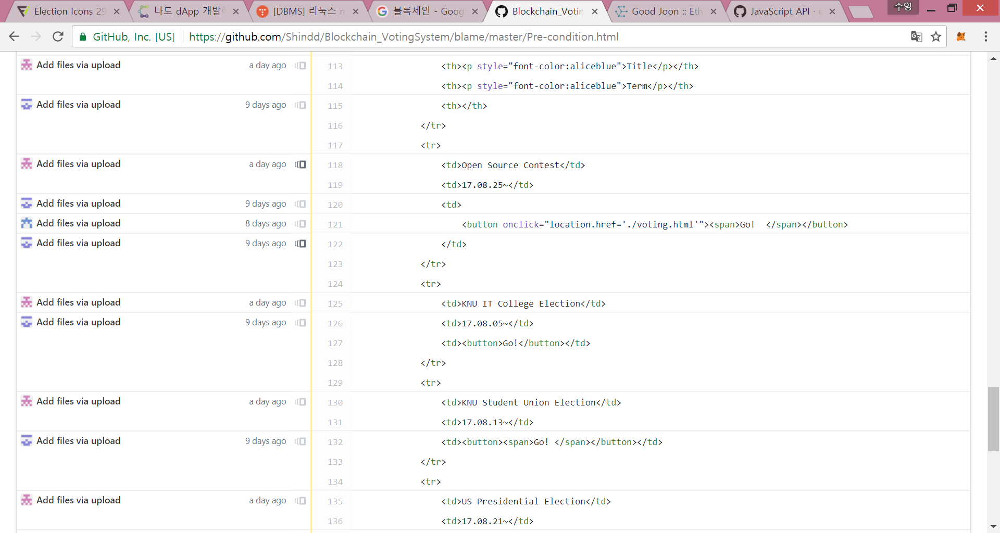 Election Icons 29
나도 dApp 개발
[DBMS] 리눅스 m
블록체인 - Goog
Blockchain_Votin
Good Joon :: Eth
JavaScript API · e
수영
GitHub, Inc. [US] https://github.com/Shindd/Blockchain_VotingSystem/blame/master/Pre-condition.html
Add files via upload a day ago 113 <th><p style="font-color:aliceblue">Title</p></th>
114 <th><p style="font-color:aliceblue">Term</p></th>
Add files via upload 9 days ago 115 <th></th>
116 </tr>
117 <tr>
Add files via upload a day ago 118 <td>Open Source Contest</td>
119 <td>17.08.25~</td>
Add files via upload 9 days ago 120 <td>
Add files via upload 8 days ago 121 <button onclick="location.href='./voting.html'"><span>Go!  </span></button>
Add files via upload 9 days ago 122 </td>
123 </tr>
124 <tr>
Add files via upload a day ago 125 <td>KNU IT College Election</td>
Add files via upload 9 days ago 126 <td>17.08.05~</td>
127 <td><button>Go!</button></td>
128 </tr>
129 <tr>
Add files via upload a day ago 130 <td>KNU Student Union Election</td>
131 <td>17.08.13~</td>
Add files via upload 9 days ago 132 <td><button><span>Go! </span></button></td>
133 </tr>
134 <tr>
Add files via upload a day ago 135 <td>US Presidential Election</td>
136 <td>17.08.21~</td>